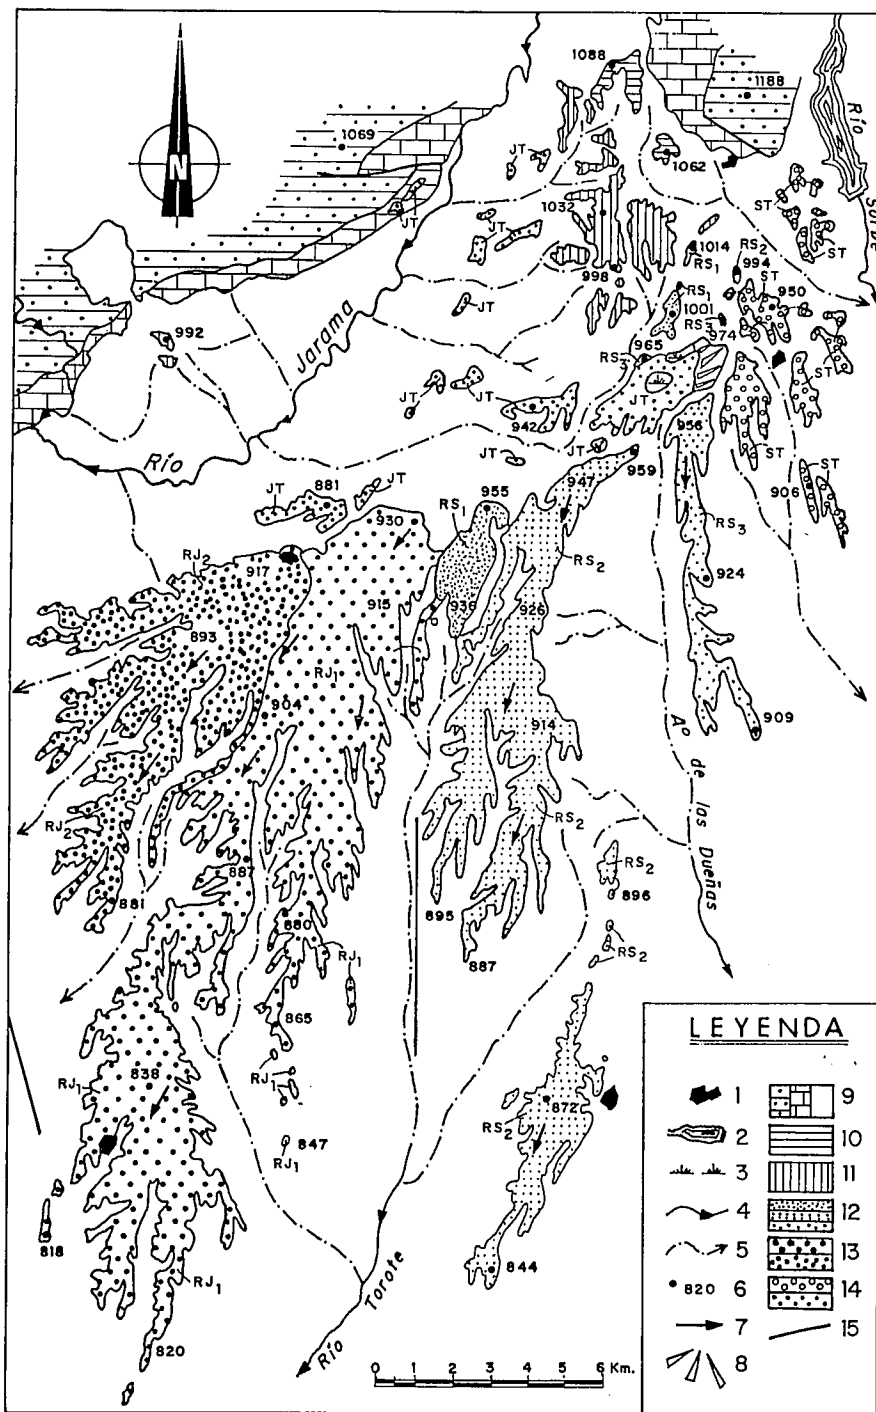 1088
1188
Río
Sorbe
1069
N
JT
1062
JT
ST
JT
1032
JT
ST
1014
RS2
RS1
994
ST
998
950
RS1
JT
1001
RS3
974
992
Jarama
965
RS3
ST
JT
JT
JT
942
956
Río
JT
JT
959
ST
ST
881
JT
JT
955
947
906
RS1
930
RS3
RJ2
917
RS2
924
915
936
926
893
RJ1
904
914
909
Aº
de
las
Dueñas
RJ2
RS2
887
RS2
881
896
895
880
RS2
RJ1
887
865
RJ1
838
RJ1
872
RS2
847
RJ1
818
844
RJ1
Torote
Río
820
0 1 2 3 4 5 6 Km.
LEYENDA
1 9
2 10
3 11
4 12
5 13
820 6 14
7 15
8